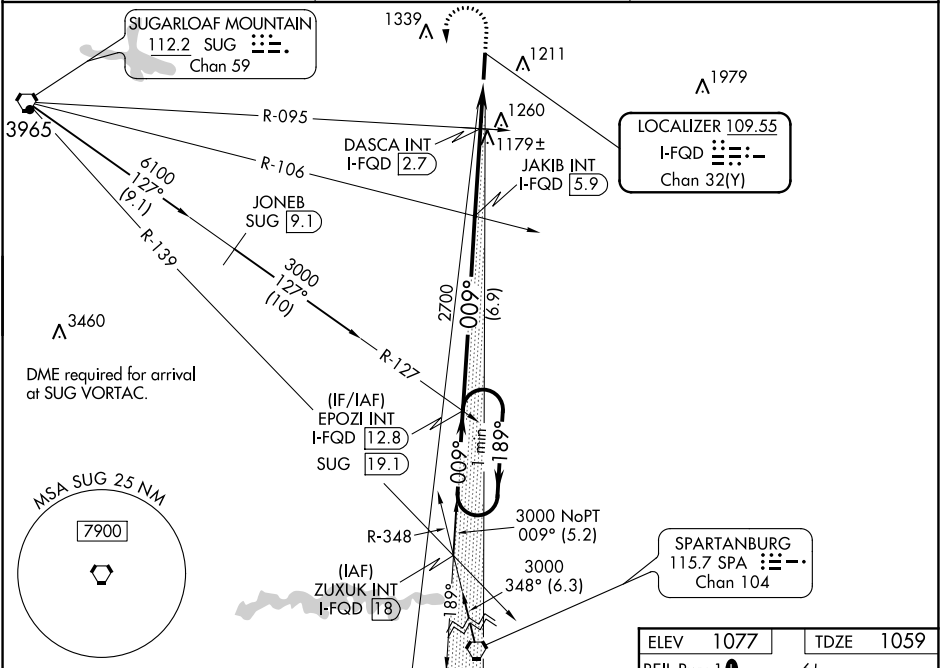 SUGARLOAF MOUNTAIN
112.2 SUG
Chan 59
3965
1339
1211
1979
1260
1179±
LOCALIZER 109.55
I-FQD
Chan 32(Y)
R-095
DASCA INT
I-FQD 2.7
R-106
JAKIB INT
I-FQD 5.9
6100
127°
(9.1)
JONEB
SUG 9.1
R-139
3000
127°
(10)
2700
009°
(6.9)
3460
R-127
DME required for arrival
at SUG VORTAC.
(IF/IAF)
EPOZI INT
I-FQD 12.8
SUG 19.1
009°
1 min
189°
MSA SUG 25 NM
7900
R-348
3000 NoPT
009° (5.2)
(IAF)
ZUXUK INT
I-FQD 18
189°
3000
348° (6.3)
SPARTANBURG
115.7 SPA
Chan 104
ELEV 1077
TDZE 1059